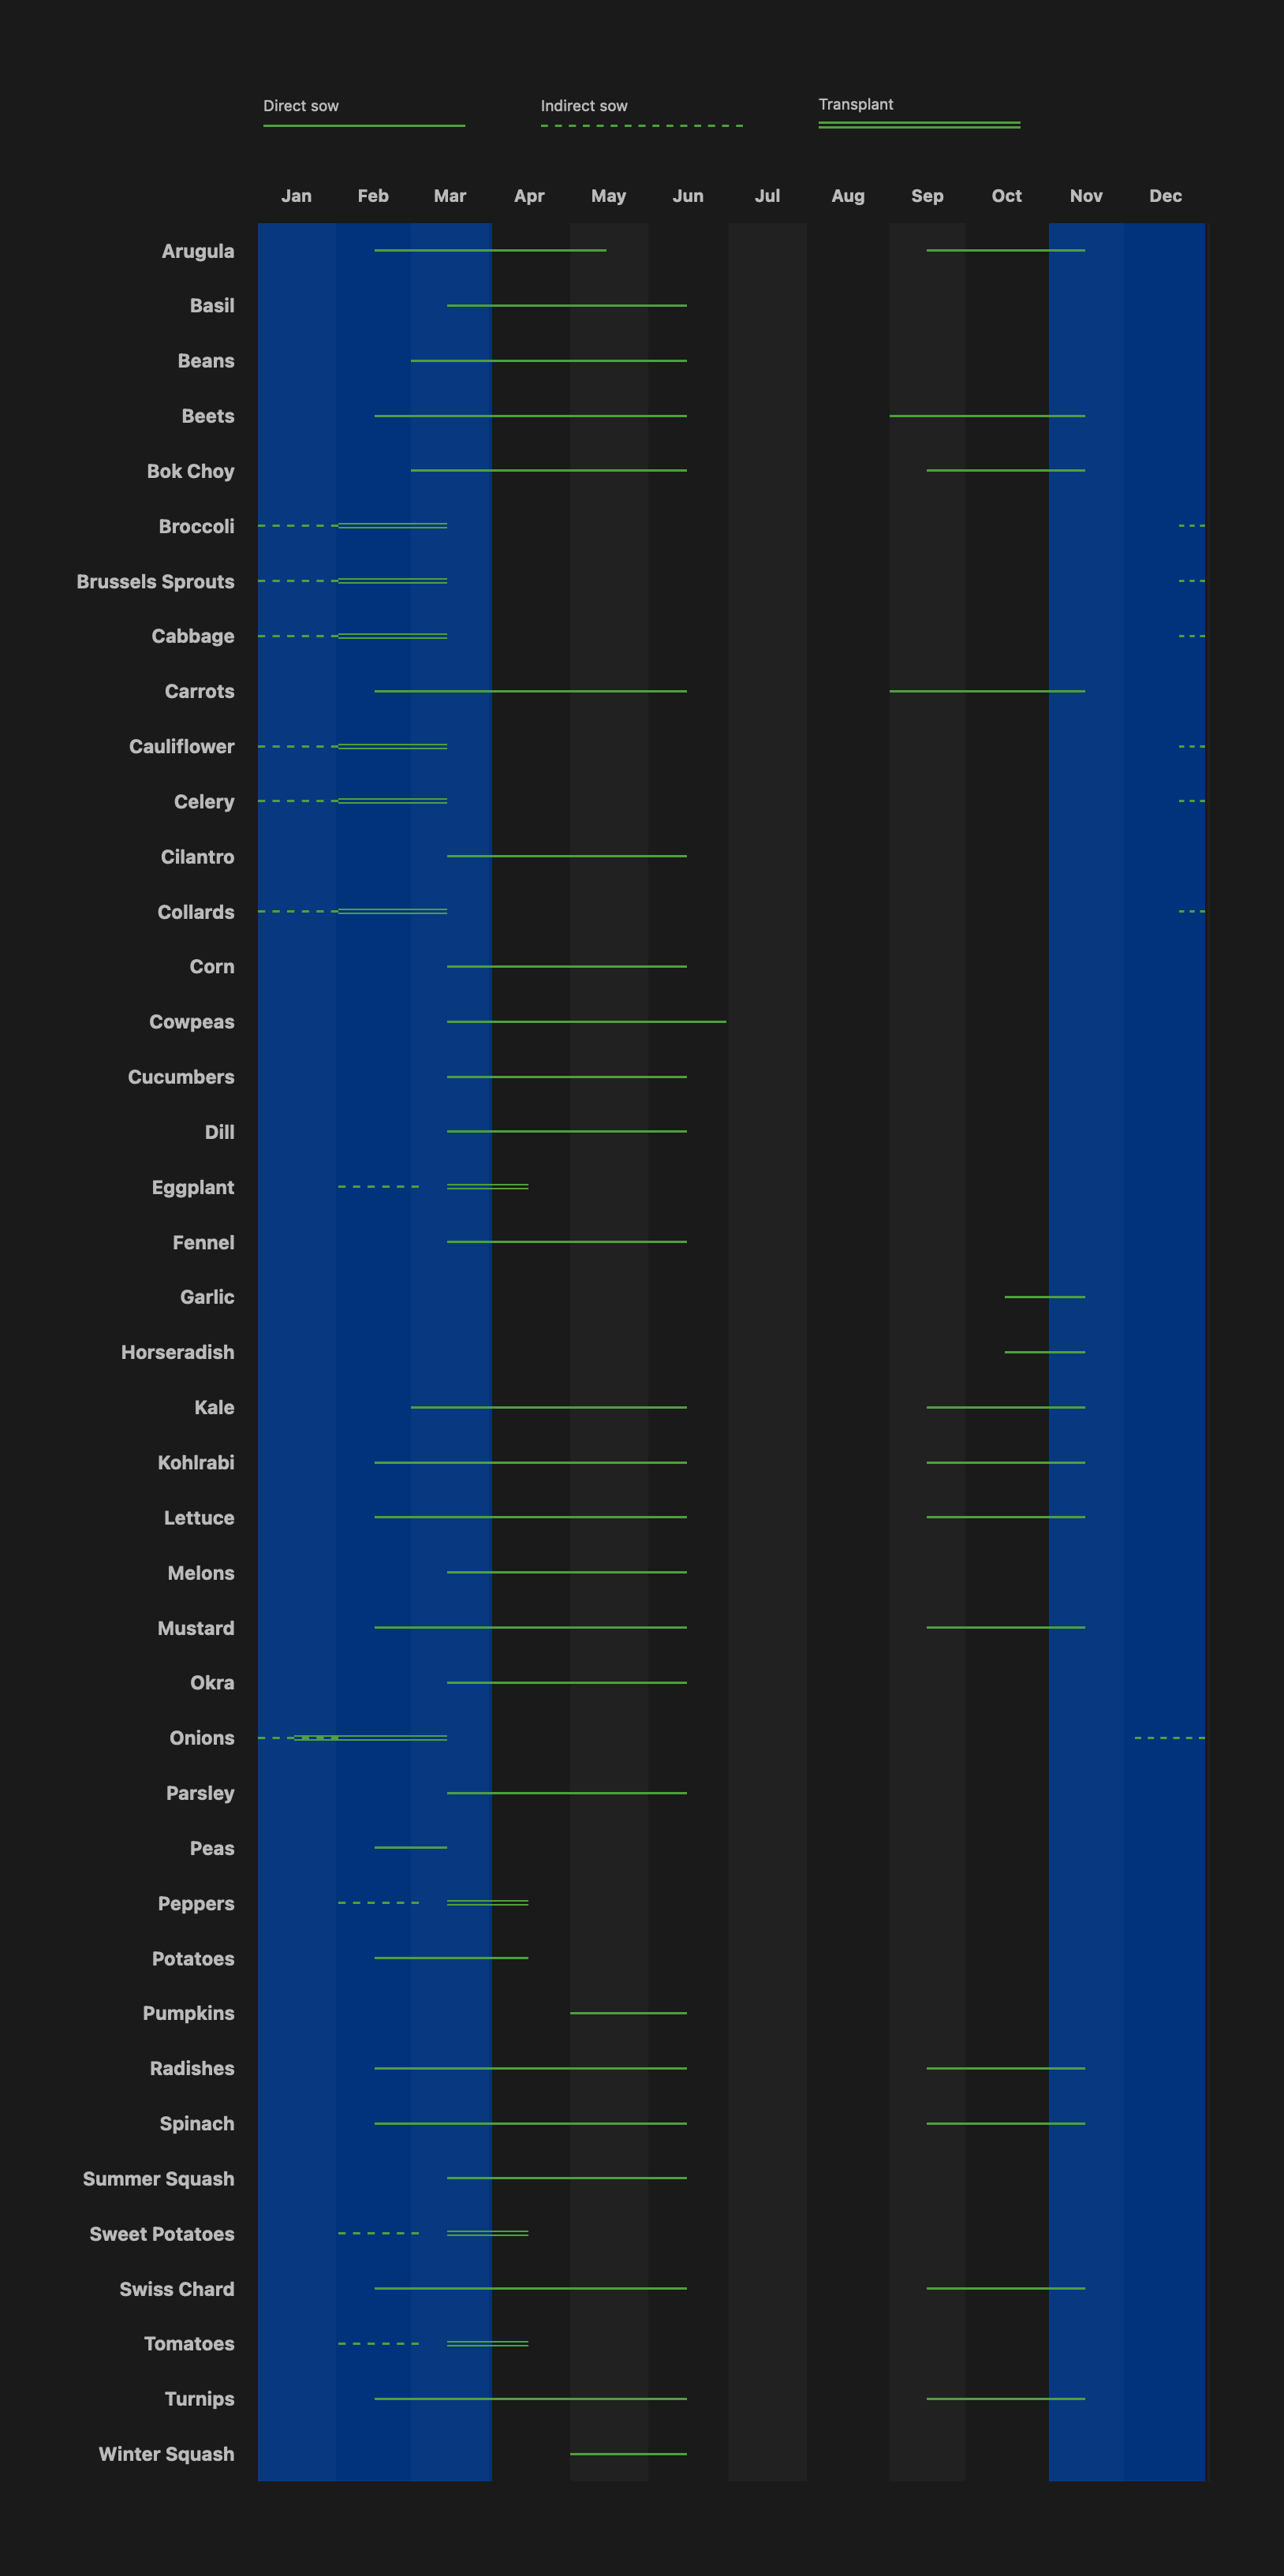 Direct sow
Indirect sow
Transplant
Jan Feb Mar Apr May Jun Jul Aug Sep Oct Nov Dec
Arugula
Basil
Beans
Beets
Bok Choy
Broccoli
Brussels Sprouts
Cabbage
Carrots
Cauliflower
Celery
Cilantro
Collards
Corn
Cowpeas
Cucumbers
Dill
Eggplant
Fennel
Garlic
Horseradish
Kale
Kohlrabi
Lettuce
Melons
Mustard
Okra
Onions
Parsley
Peas
Peppers
Potatoes
Pumpkins
Radishes
Spinach
Summer Squash
Sweet Potatoes
Swiss Chard
Tomatoes
Turnips
Winter Squash